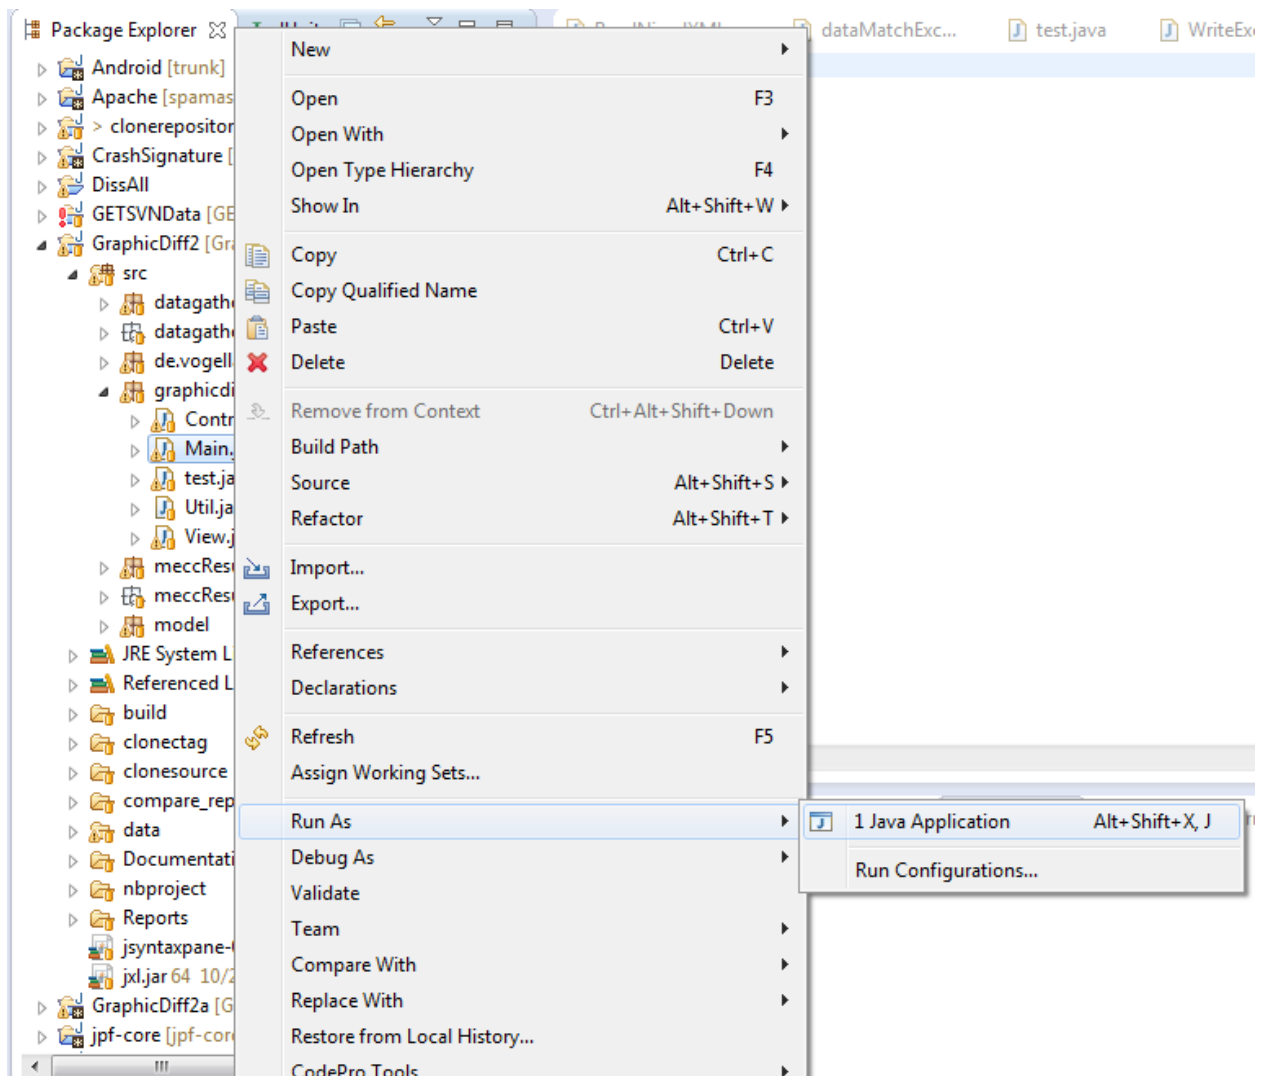 Package Explorer
dataMatchExc...
test.java
Android [trunk]
Apache [spamas
> clonerepositor
CrashSignature [
DissAll
GETSVNData [GE
GraphicDiff2 [Gra
src
datagath
datagath
de.vogell
graphicdi
Contr
Main.
test.ja
Util.ja
View.j
meccRes
meccRes
model
JRE System L
Referenced L
build
clonectag
clonesource
compare_rep
data
Documentati
nbproject
Reports
jsyntaxpane-
jxl.jar 64 10/2
GraphicDiff2a [G
jpf-core [jpf-cor
New
Open F3
Open With
Open Type Hierarchy F4
Show In Alt+Shift+W
Copy Ctrl+C
Copy Qualified Name
Paste Ctrl+V
Delete Delete
Remove from Context Ctrl+Alt+Shift+Down
Build Path
Source Alt+Shift+S
Refactor Alt+Shift+T
Import...
Export...
References
Declarations
Refresh F5
Assign Working Sets...
Run As
Debug As
Validate
Team
Compare With
Replace With
Restore from Local History...
CodePro Tools
1 Java Application Alt+Shift+X, J
Run Configurations...